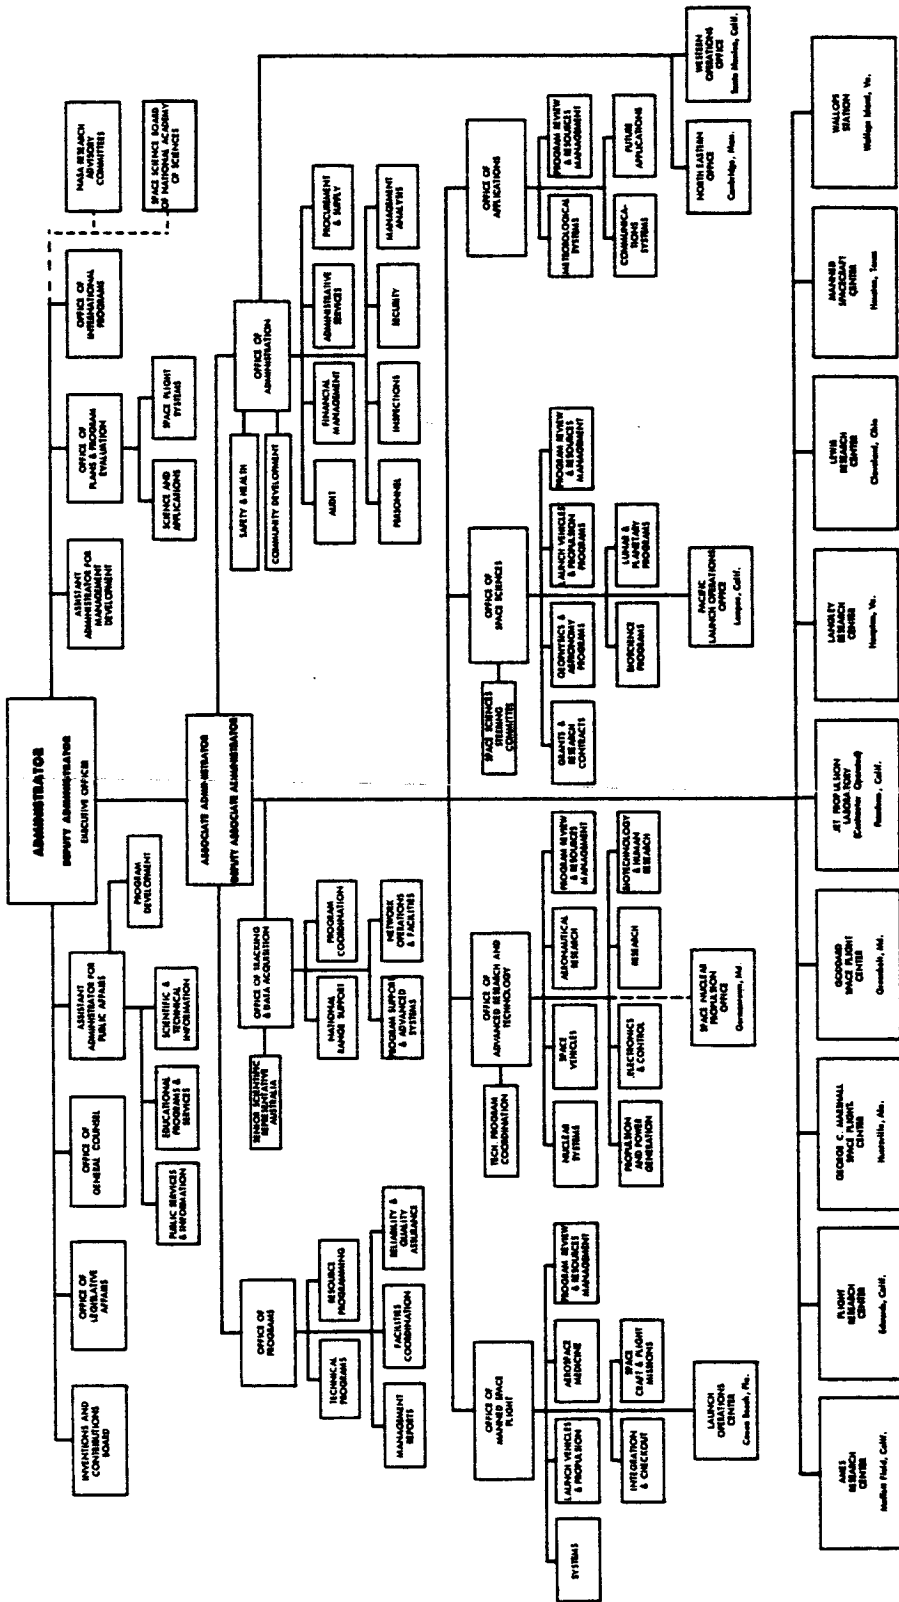 ADMINISTRATOR
DEPUTY ADMINISTRATOR
EXECUTIVE OFFICER
INVENTIONS AND
CONTRIBUTIONS
BOARD
OFFICE OF
LEGISLATIVE
AFFAIRS
OFFICE OF
GENERAL COUNSEL
ASSISTANT
ADMINISTRATOR FOR
PUBLIC AFFAIRS
ASSISTANT
ADMINISTRATOR FOR
MANAGEMENT
DEVELOPMENT
OFFICE OF
PLANS & PROGRAM
EVALUATION
OFFICE OF
INTERNATIONAL
PROGRAMS
NASA RESEARCH
ADVISORY
COMMITTEES
SPACE SCIENCE BOARD
OF NATIONAL ACADEMY
OF SCIENCES
PROGRAM
DEVELOPMENT
PUBLIC SERVICES
& INFORMATION
EDUCATIONAL
PROGRAMS &
SERVICES
SCIENTIFIC &
TECHNICAL
INFORMATION
SCIENCE AND
APPLICATIONS
SPACE FLIGHT
SYSTEMS
ASSOCIATE ADMINISTRATOR
DEPUTY ASSOCIATE ADMINISTRATOR
OFFICE OF
PROGRAMS
TECHNICAL
PROGRAMS
RESOURCE
PROGRAMMING
MANAGEMENT
REPORTS
FACILITIES
COORDINATION
RELIABILITY &
QUALITY
ASSURANCE
OFFICE OF TRACKING
& DATA ACQUISITION
SENIOR SCIENTIFIC
REPRESENTATIVE
AUSTRALIA
NATIONAL
RANGE SUPPORT
PROGRAM
COORDINATION
PROGRAM SUPPORT
& ADVANCED
SYSTEMS
NETWORK
OPERATIONS
& FACILITIES
OFFICE OF
ADMINISTRATION
SAFETY & HEALTH
COMMUNITY DEVELOPMENT
AUDIT
FINANCIAL
MANAGEMENT
ADMINISTRATIVE
SERVICES
PROCUREMENT
& SUPPLY
PERSONNEL
INSPECTIONS
SECURITY
MANAGEMENT
ANALYSIS
OFFICE OF
MANNED SPACE
FLIGHT
SYSTEMS
LAUNCH VEHICLES
& PROPULSION
AEROSPACE
MEDICINE
PROGRAM REVIEW
& RESOURCES
MANAGEMENT
INTEGRATION
& CHECKOUT
SPACE
CRAFT & FLIGHT
MISSIONS
LAUNCH
OPERATIONS
CENTER
Cocoa Beach, Fla.
OFFICE OF
ADVANCED RESEARCH AND
TECHNOLOGY
TECH. PROGRAM
COORDINATION
NUCLEAR
SYSTEMS
SPACE
VEHICLES
AERONAUTICAL
RESEARCH
PROGRAM REVIEW
& RESOURCES
MANAGEMENT
PROPULSION
AND POWER
GENERATION
ELECTRONICS
& CONTROL
RESEARCH
BIOTECHNOLOGY
& HUMAN
RESEARCH
SPACE NUCLEAR
PROPULSION
OFFICE
Germantown, Md.
OFFICE OF
SPACE SCIENCES
SPACE SCIENCES
STEERING
COMMITTEE
GRANTS &
RESEARCH
CONTRACTS
GEOPHYSICS &
ASTRONOMY
PROGRAMS
LAUNCH VEHICLES
& PROPULSION
PROGRAMS
PROGRAM REVIEW
& RESOURCES
MANAGEMENT
BIOSCIENCE
PROGRAMS
LUNAR &
PLANETARY
PROGRAMS
PACIFIC
LAUNCH OPERATIONS
OFFICE
Lompoc, Calif.
OFFICE OF
APPLICATIONS
METEOROLOGICAL
SYSTEMS
PROGRAM REVIEW
& RESOURCES
MANAGEMENT
COMMUNICA-
TIONS
SYSTEMS
FUTURE
APPLICATIONS
NORTH EASTERN
OFFICE
Cambridge, Mass.
WESTERN
OPERATIONS
OFFICE
Santa Monica, Calif.
AMES
RESEARCH
CENTER
Moffett Field, Calif.
FLIGHT
RESEARCH
CENTER
Edwards, Calif.
GEORGE C. MARSHALL
SPACE FLIGHT
CENTER
Huntsville, Ala.
GODDARD
SPACE FLIGHT
CENTER
Greenbelt, Md.
JET PROPULSION
LABORATORY
(Contractor Operated)
Pasadena, Calif.
LANGLEY
RESEARCH
CENTER
Hampton, Va.
LEWIS
RESEARCH
CENTER
Cleveland, Ohio
MANNED
SPACECRAFT
CENTER
Houston, Texas
WALLOPS
STATION
Wallops Island, Va.